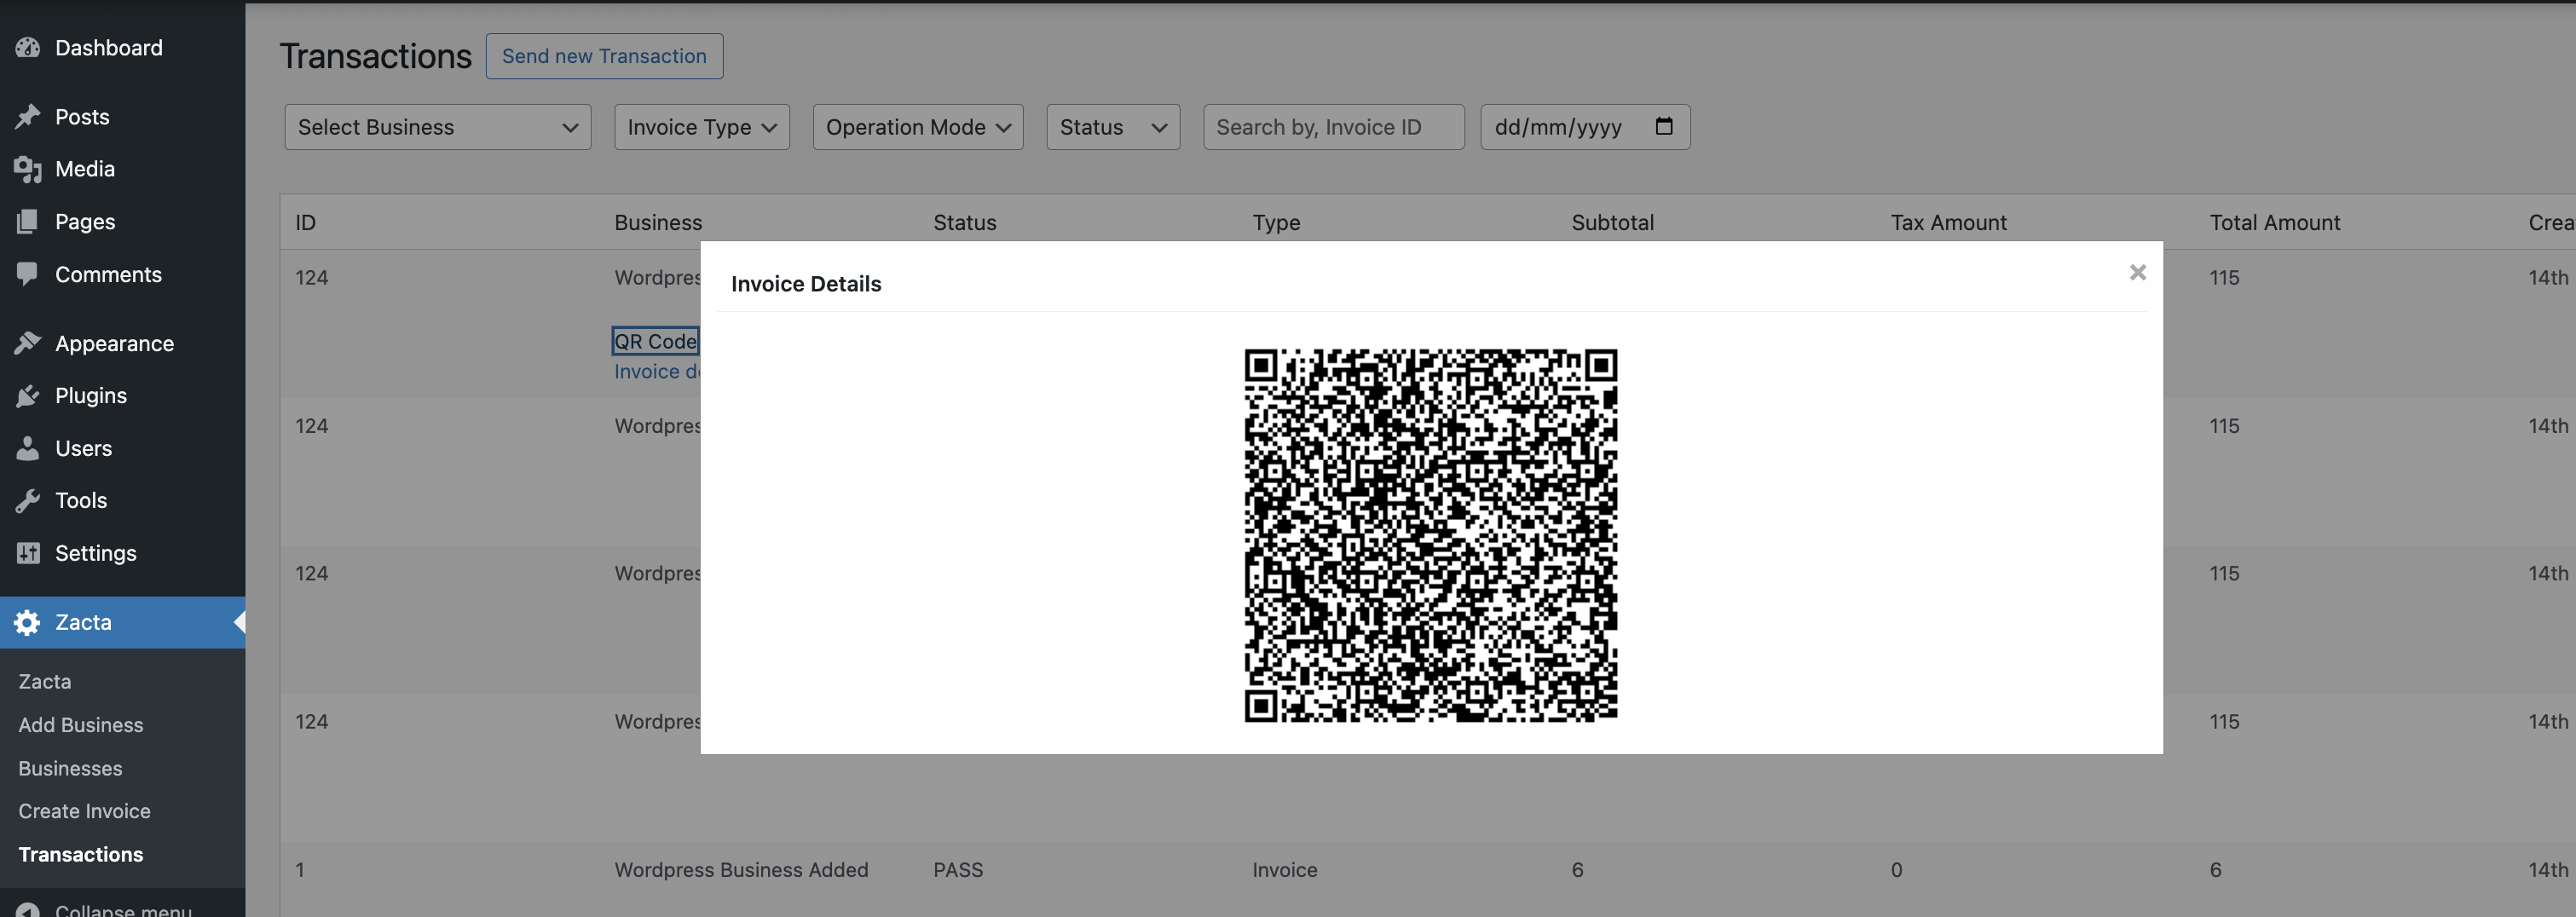 Dashboard
Posts
Media
Pages
Comments
Appearance
Plugins
Users
Tools
Settings
Zacta
Zacta
Add Business
Businesses
Create Invoice
Transactions
Collapse menu
Transactions Send new Transaction
Select Business Invoice Type Operation Mode Status Search by, Invoice ID dd/mm/yyyy
ID Business Status Type Subtotal Tax Amount Total Amount Crea
124 Wordpres 115 14th
QR Code
Invoice de
124 Wordpres 115 14th
124 Wordpres 115 14th
124 Wordpres 115 14th
1 Wordpress Business Added PASS Invoice 6 0 6 14th
Invoice Details ×